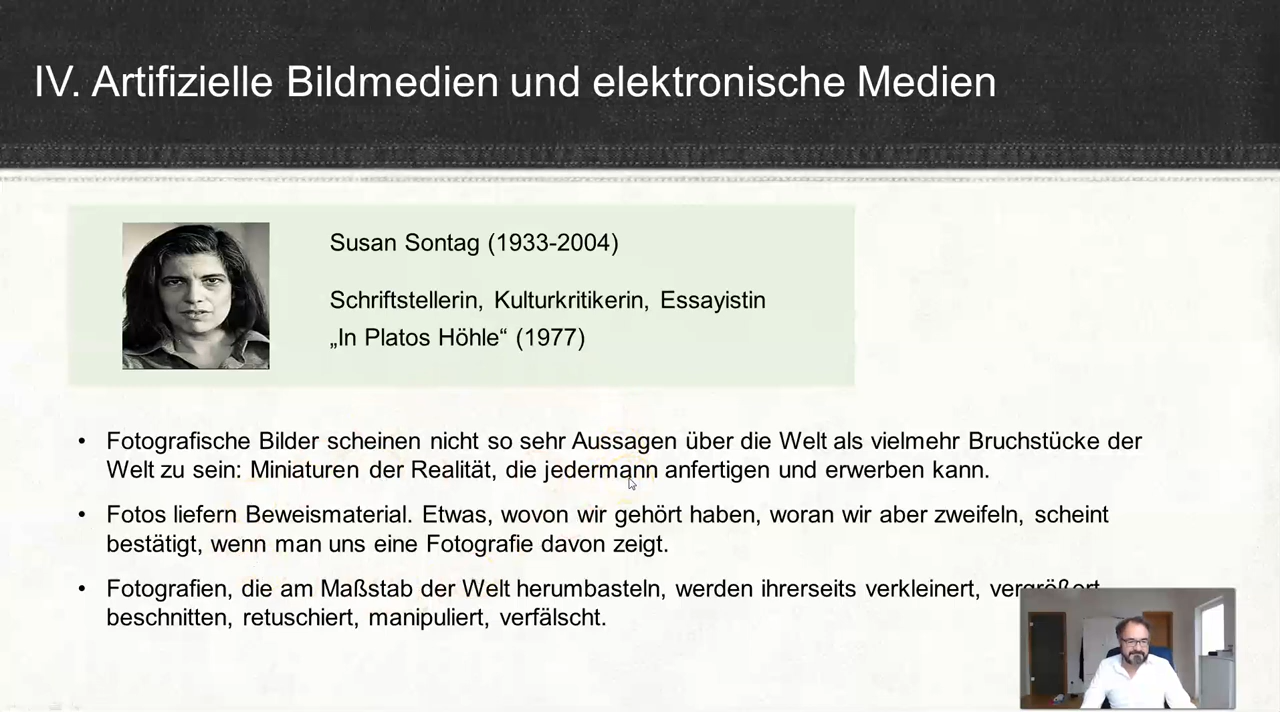 IV. Artifizielle Bildmedien und elektronische Medien
Susan Sontag (1933-2004)
Schriftstellerin, Kulturkritikerin, Essayistin
„In Platos Höhle“ (1977)
• Fotografische Bilder scheinen nicht so sehr Aussagen über die Welt als vielmehr Bruchstücke der
Welt zu sein: Miniaturen der Realität, die jedermann anfertigen und erwerben kann.
• Fotos liefern Beweismaterial. Etwas, wovon wir gehört haben, woran wir aber zweifeln, scheint
bestätigt, wenn man uns eine Fotografie davon zeigt.
• Fotografien, die am Maßstab der Welt herumbasteln, werden ihrerseits verkleinert, vergrößert
beschnitten, retuschiert, manipuliert, verfälscht.